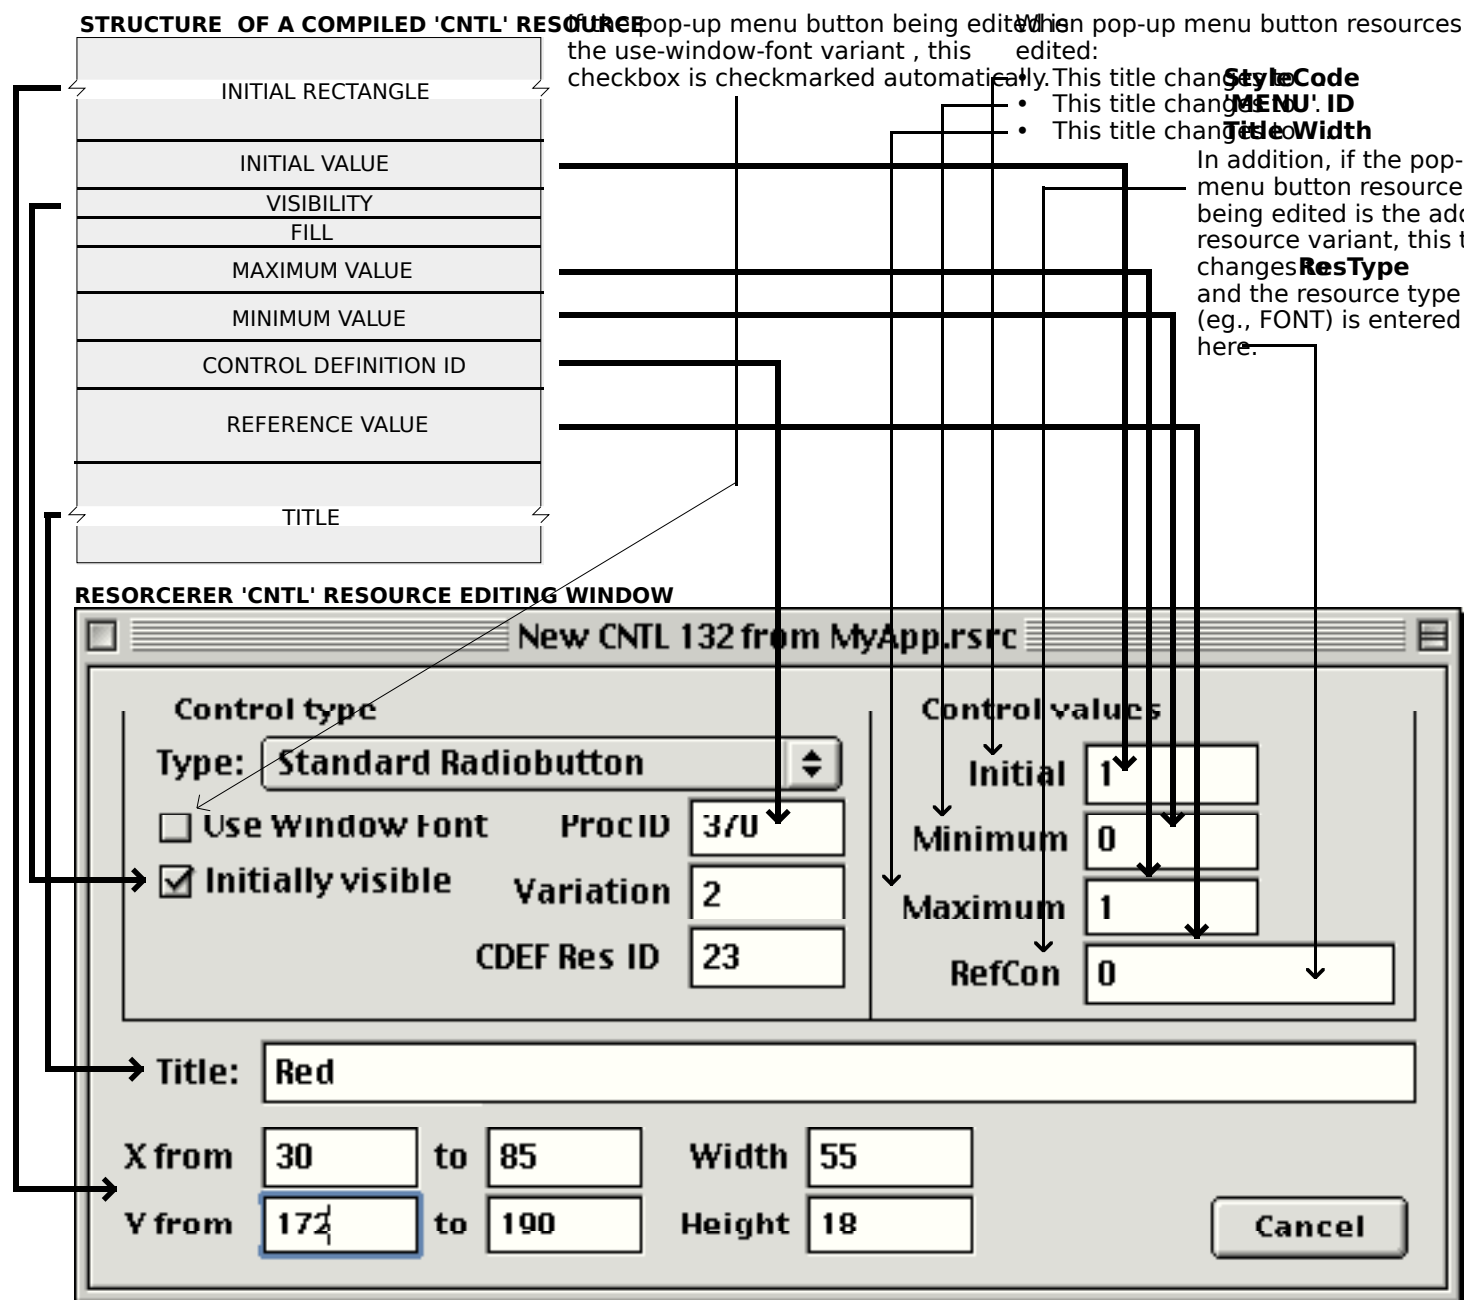 STRUCTURE OF A COMPILED 'CNTL' RESOURCE
INITIAL RECTANGLE
INITIAL VALUE
VISIBILITY
FILL
MAXIMUM VALUE
MINIMUM VALUE
CONTROL DEFINITION ID
REFERENCE VALUE
TITLE
If the pop-up menu button being edited is
the use-window-font variant , this
checkbox is checkmarked automatically.
When pop-up menu button resources
edited:
• This title changes to StyleCode
• This title changes to 'MENU' ID.
• This title changes to Title Width
In addition, if the pop-
menu button resource
being edited is the add
resource variant, this t
changes to ResType
and the resource type
(eg., FONT) is entered
here.
RESORCERER 'CNTL' RESOURCE EDITING WINDOW
New CNTL 132 from MyApp.rsrc
Control type
Type: Standard Radiobutton
Use Window Font
ProcID 370
Initially visible
Variation 2
CDEF Res ID 23
Control values
Initial 1
Minimum 0
Maximum 1
RefCon 0
Title: Red
X from 30 to 85 Width 55
Y from 172 to 190 Height 18
Cancel